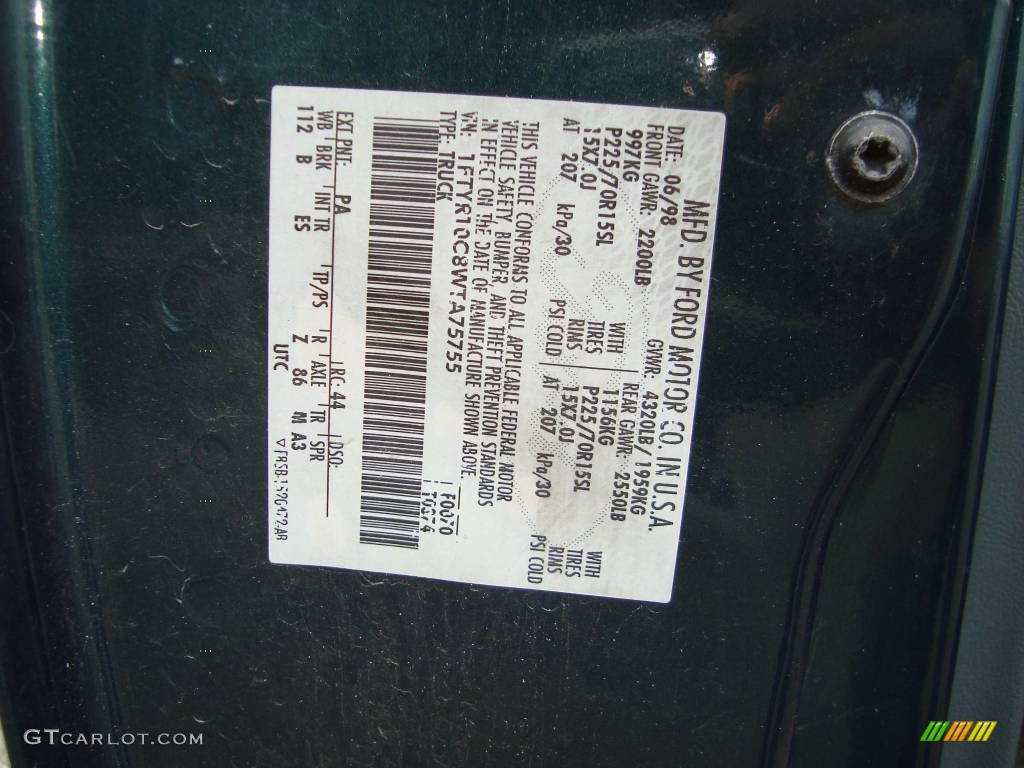 MFD. BY FORD MOTOR CO. IN U.S.A.
DATE: 06/98 GVWR: 4320LB/ 1959KG
FRONT GAWR: 2200LB REAR GAWR: 2550LB
997KG WITH 1156KG WITH
P225/70R15SL TIRES P225/70R15SL TIRES
15X7.0J RIMS 15X7.0J RIMS
AT 207 kPa/30 PSI COLD AT 207 kPa/30 PSI COLD
THIS VEHICLE CONFORMS TO ALL APPLICABLE FEDERAL MOTOR
VEHICLE SAFETY, BUMPER, AND THEFT PREVENTION STANDARDS
IN EFFECT ON THE DATE OF MANUFACTURE SHOWN ABOVE.
VIN: 1FTYR10C8WTA75755
TYPE: TRUCK
F0070
T0074
EXT PNT: PA RC: 44 DSO:
WB BRK INT TR TP/PS R AXLE TR SPR
112 B ES Z 86 M A3
UTC
GTCARLOT.COM